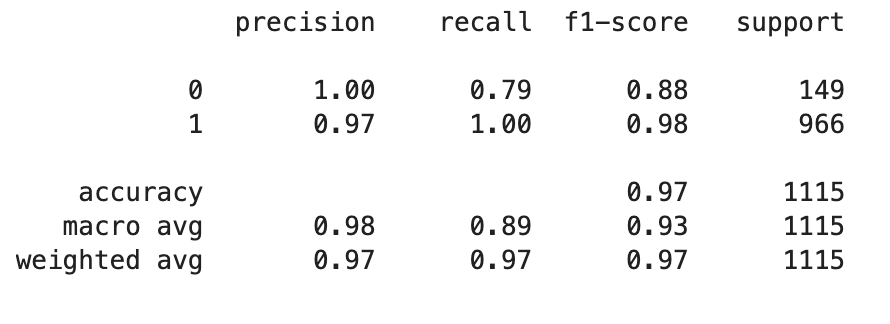 precision recall f1-score support
0 1.00 0.79 0.88 149
1 0.97 1.00 0.98 966
accuracy 0.97 1115
macro avg 0.98 0.89 0.93 1115
weighted avg 0.97 0.97 0.97 1115